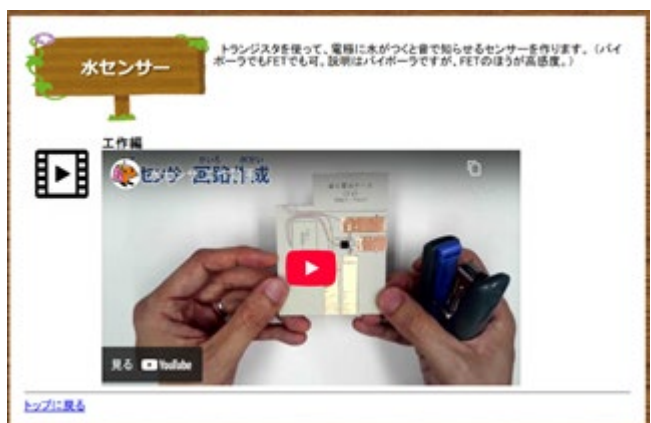 水センサー
トランジスタを使って、電極に水がつくと音で知らせるセンサーを作ります。（バイ
ポーラでもFETでも可。説明はバイポーラですが、FETのほうが高感度。）
工作編
見る YouTube
トップに戻る